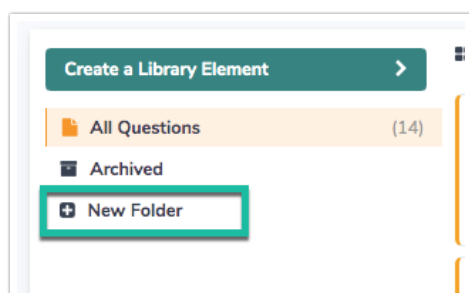 Create a Library Element
All Questions (14)
Archived
New Folder